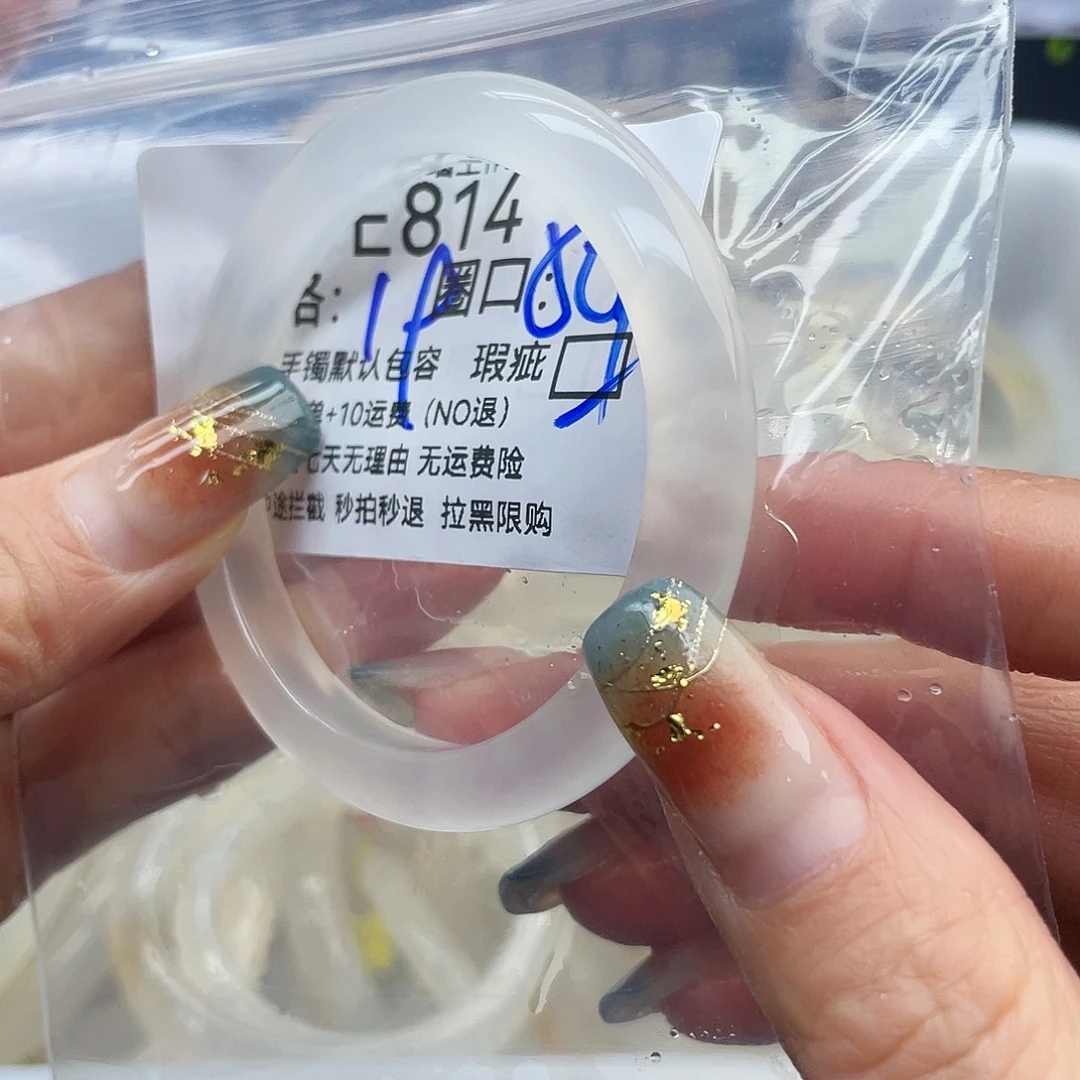 814
圈口:
手镯默认包容 瑕疵
+10运费 (NO退)
七天无理由 无运费险
途拦截 秒拍秒退 拉黑限购